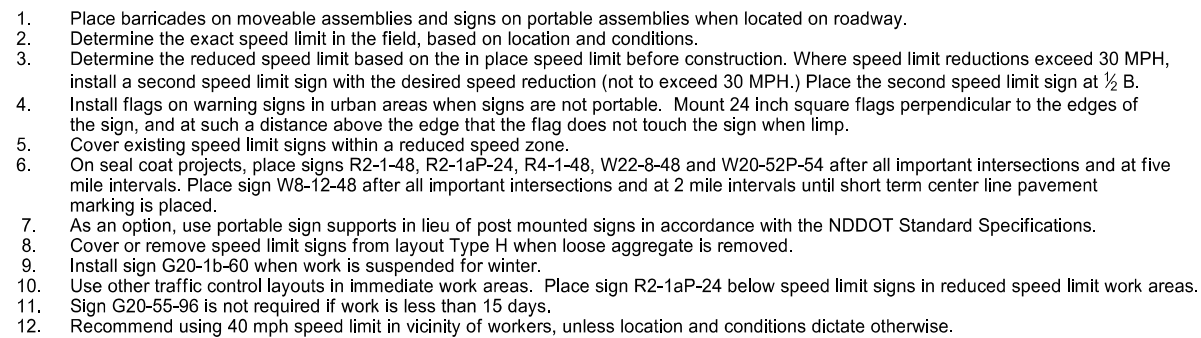 1. Place barricades on moveable assemblies and signs on portable assemblies when located on roadway.
2. Determine the exact speed limit in the field, based on location and conditions.
3. Determine the reduced speed limit based on the in place speed limit before construction. Where speed limit reductions exceed 30 MPH,
install a second speed limit sign with the desired speed reduction (not to exceed 30 MPH.) Place the second speed limit sign at ½ B.
4. Install flags on warning signs in urban areas when signs are not portable. Mount 24 inch square flags perpendicular to the edges of
the sign, and at such a distance above the edge that the flag does not touch the sign when limp.
5. Cover existing speed limit signs within a reduced speed zone.
6. On seal coat projects, place signs R2-1-48, R2-1aP-24, R4-1-48, W22-8-48 and W20-52P-54 after all important intersections and at five
mile intervals. Place sign W8-12-48 after all important intersections and at 2 mile intervals until short term center line pavement
marking is placed.
7. As an option, use portable sign supports in lieu of post mounted signs in accordance with the NDDOT Standard Specifications.
8. Cover or remove speed limit signs from layout Type H when loose aggregate is removed.
9. Install sign G20-1b-60 when work is suspended for winter.
10. Use other traffic control layouts in immediate work areas. Place sign R2-1aP-24 below speed limit signs in reduced speed limit work areas.
11. Sign G20-55-96 is not required if work is less than 15 days.
12. Recommend using 40 mph speed limit in vicinity of workers, unless location and conditions dictate otherwise.